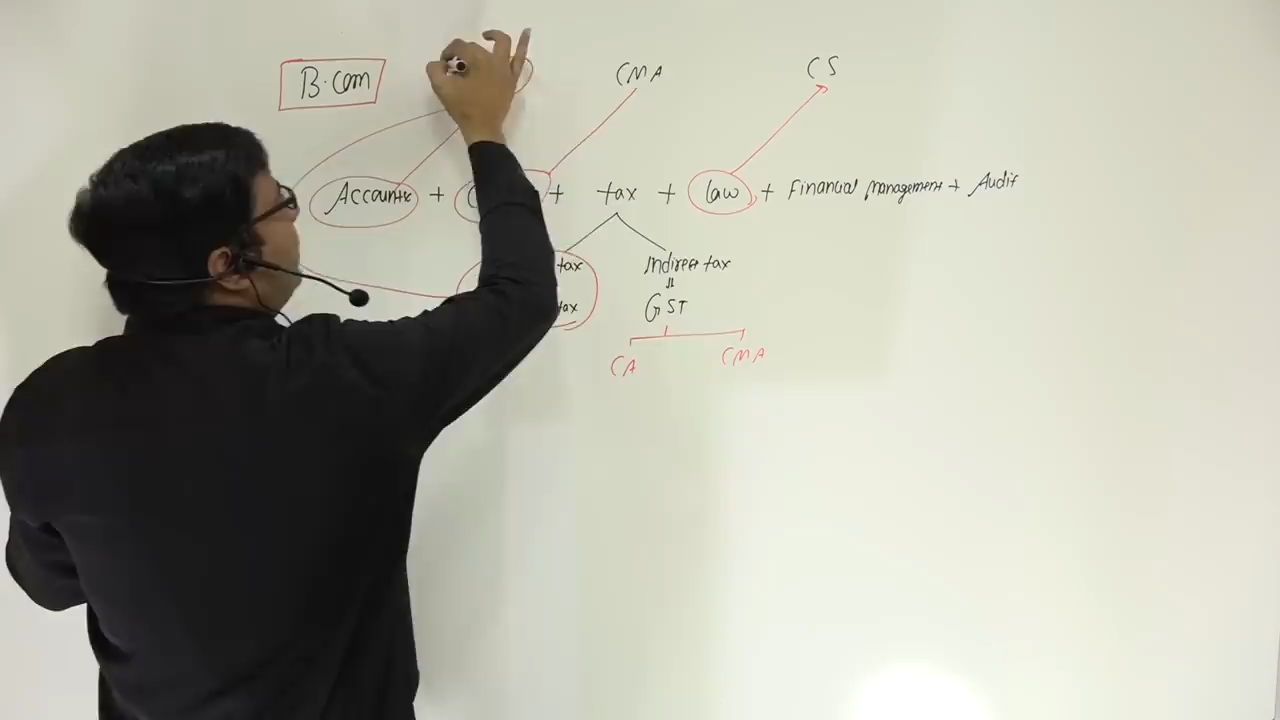 B.Com CMA CS
Accounts + + tax + law + Financial management + Audit
tax Indirect tax
tax GST
CA CMA